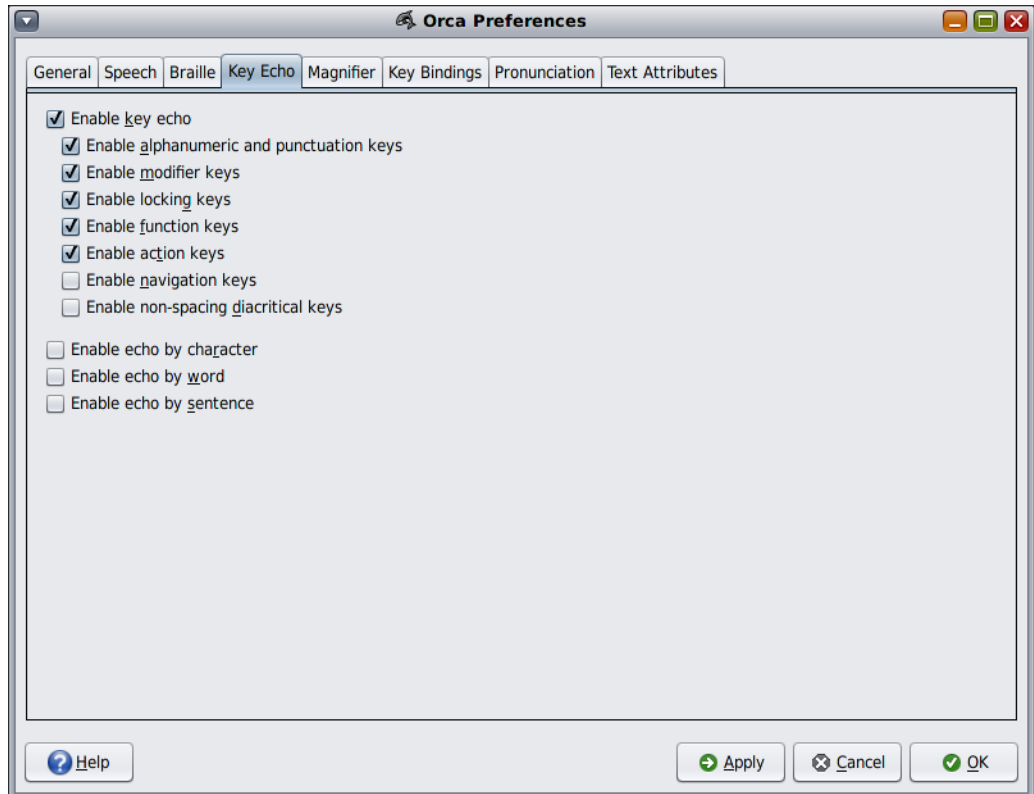 Orca Preferences
General Speech Braille Key Echo Magnifier Key Bindings Pronunciation Text Attributes
Enable key echo
Enable alphanumeric and punctuation keys
Enable modifier keys
Enable locking keys
Enable function keys
Enable action keys
Enable navigation keys
Enable non-spacing diacritical keys
Enable echo by character
Enable echo by word
Enable echo by sentence
Help Apply Cancel OK